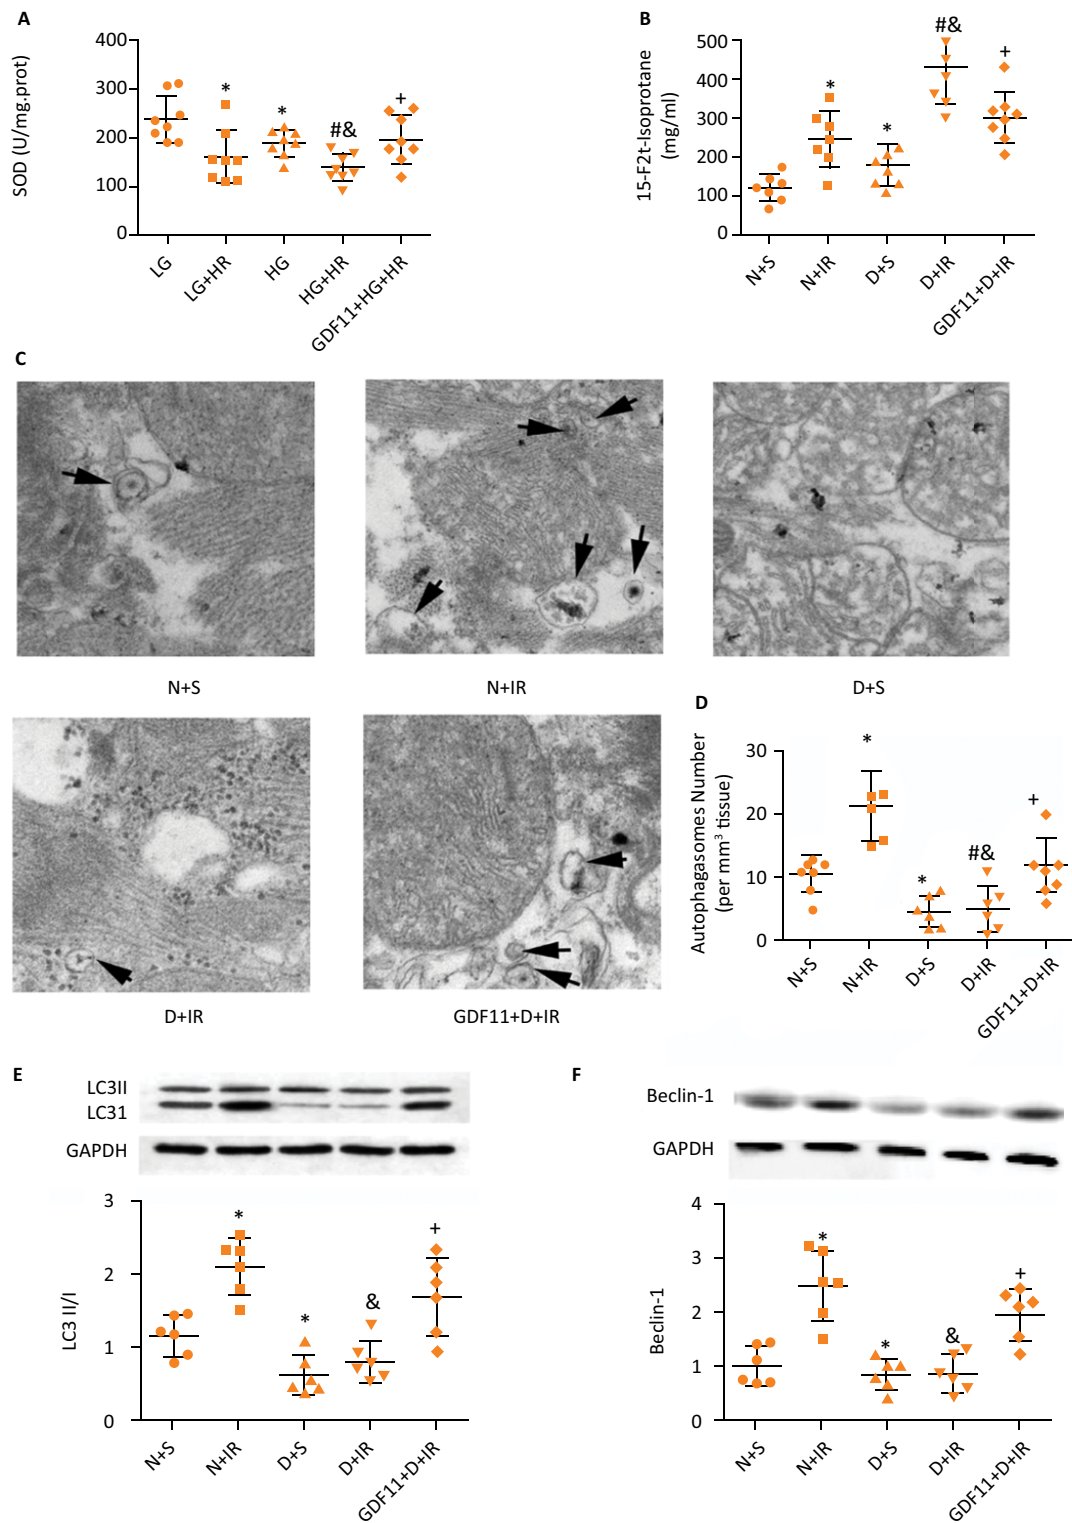 A
SOD (U/mg.prot)
400
300
200
100
0
*
*
#&
+
LG
LG+HR
HG
HG+HR
GDF11+HG+HR
B
15-F2t-Isoprotane
(mg/ml)
500
400
300
200
100
0
*
*
#&
+
N+S
N+IR
D+S
D+IR
GDF11+D+IR
C
N+S
N+IR
D+S
D+IR
GDF11+D+IR
D
Autophagasomes Number
(per mm³ tissue)
30
20
10
0
*
*
#&
+
N+S
N+IR
D+S
D+IR
GDF11+D+IR
E
LC3II
LC31
GAPDH
LC3 II/I
3
2
1
0
*
*
&
+
N+S
N+IR
D+S
D+IR
GDF11+D+IR
F
Beclin-1
GAPDH
Beclin-1
4
3
2
1
0
*
*
&
+
N+S
N+IR
D+S
D+IR
GDF11+D+IR